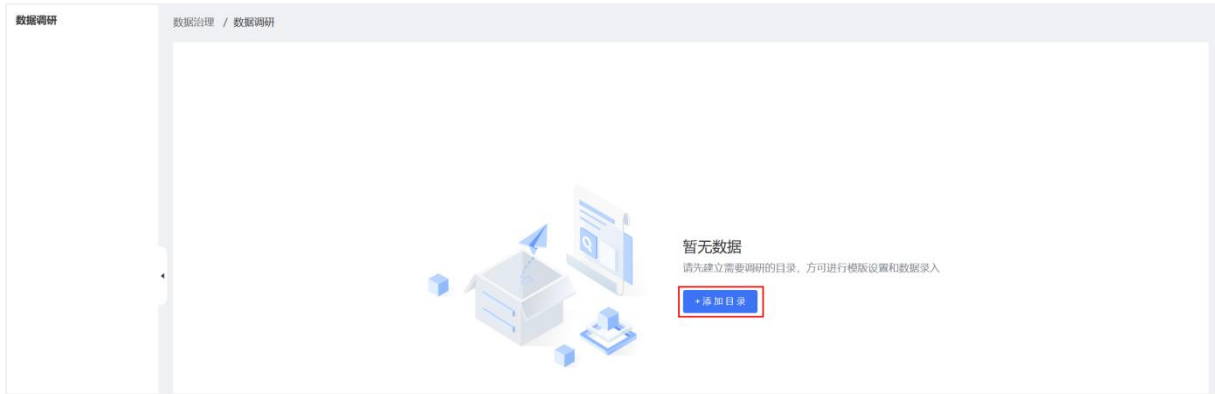 数据调研
数据治理 / 数据调研
暂无数据
请先建立需要调研的目录，方可进行模版设置和数据录入
+添加目录